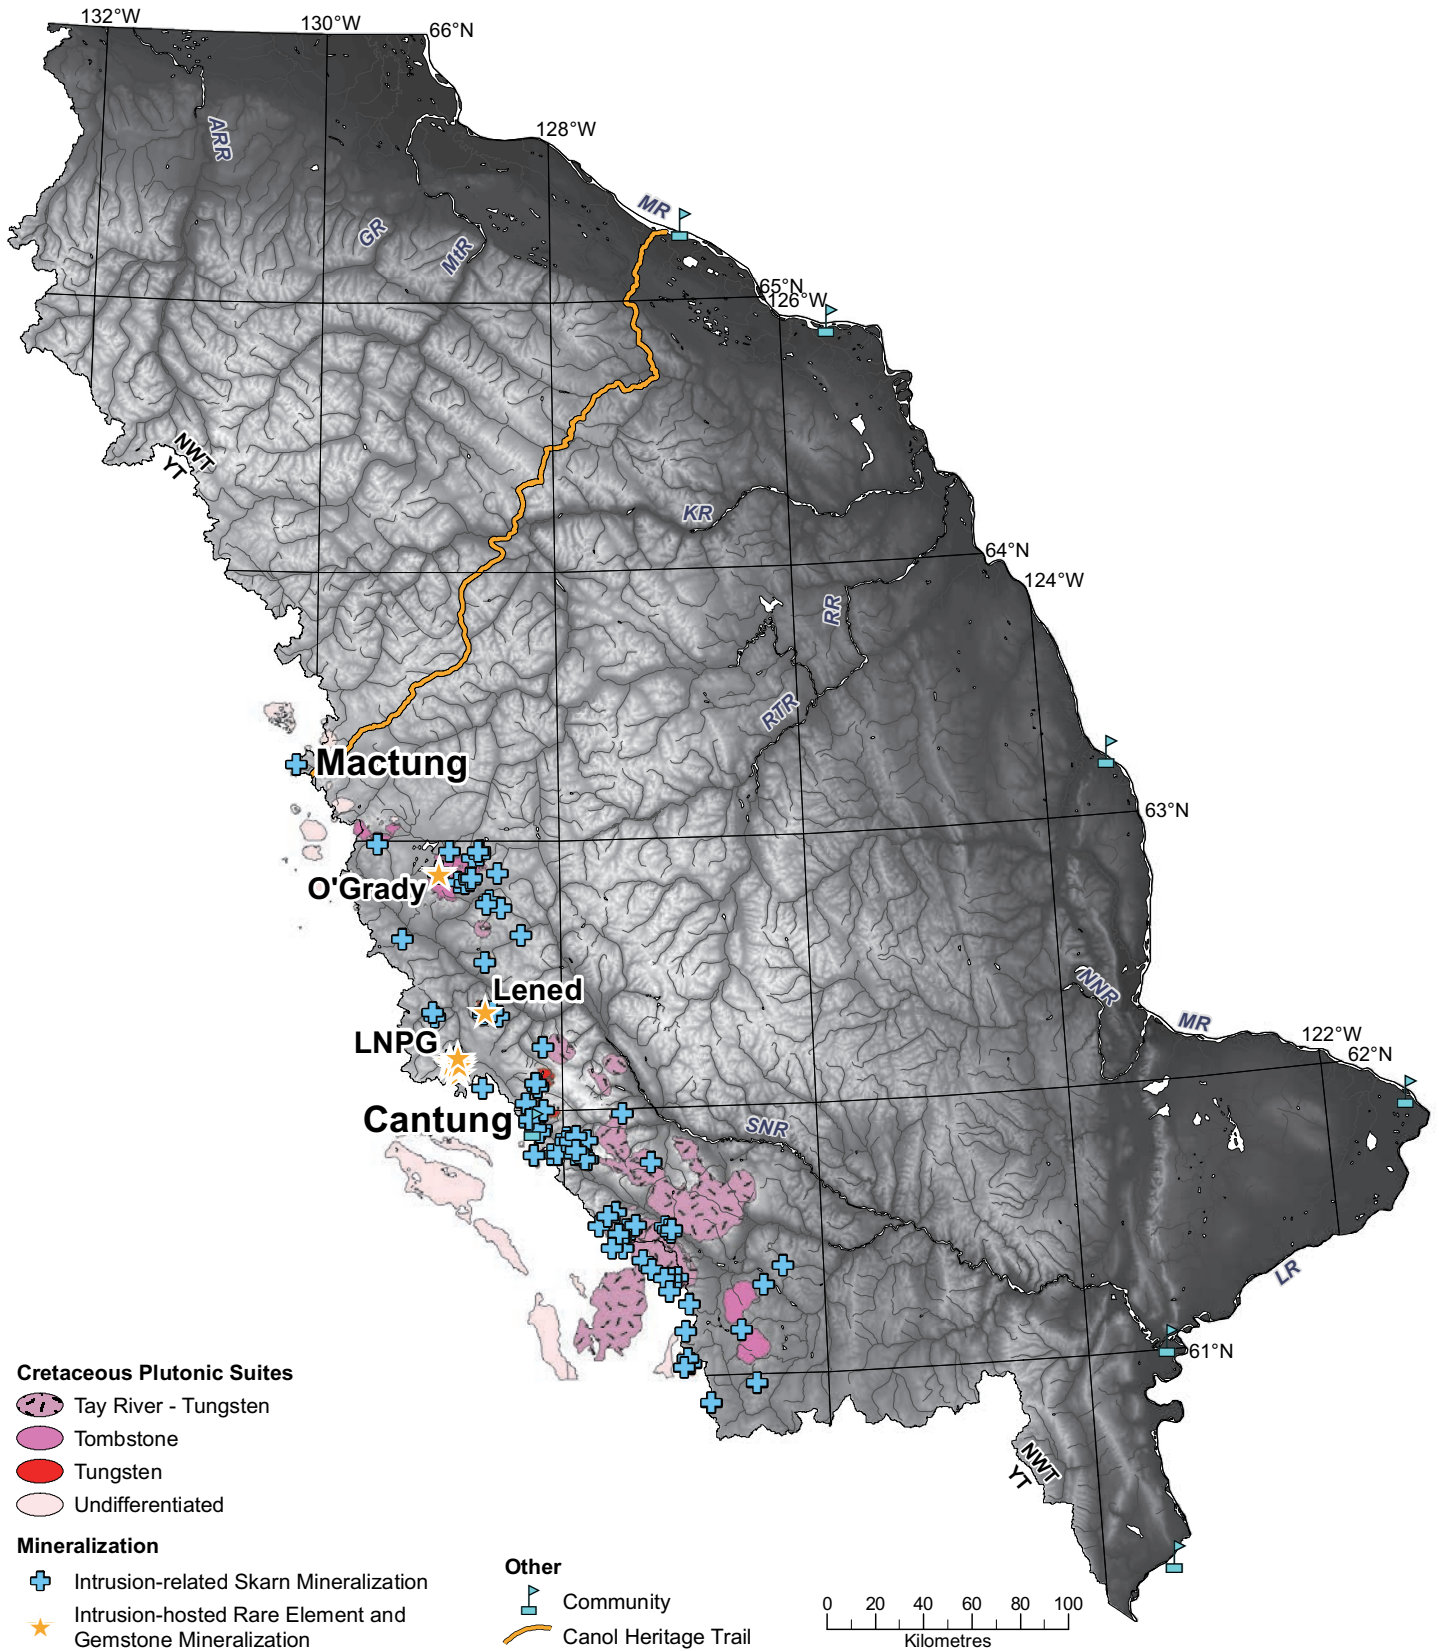 132°W
130°W
66°N
128°W
ARR
GR
MtR
MR
65°N
126°W
NWT
YT
KR
64°N
124°W
RR
RTR
Mactung
63°N
O'Grady
NNR
Lened
LNPG
MR
122°W
62°N
Cantung
SNR
LR
61°N
NWT
YT
Cretaceous Plutonic Suites
Tay River - Tungsten
Tombstone
Tungsten
Undifferentiated
Mineralization
Intrusion-related Skarn Mineralization
Intrusion-hosted Rare Element and
Gemstone Mineralization
Other
Community
Canol Heritage Trail
0 20 40 60 80 100
Kilometres